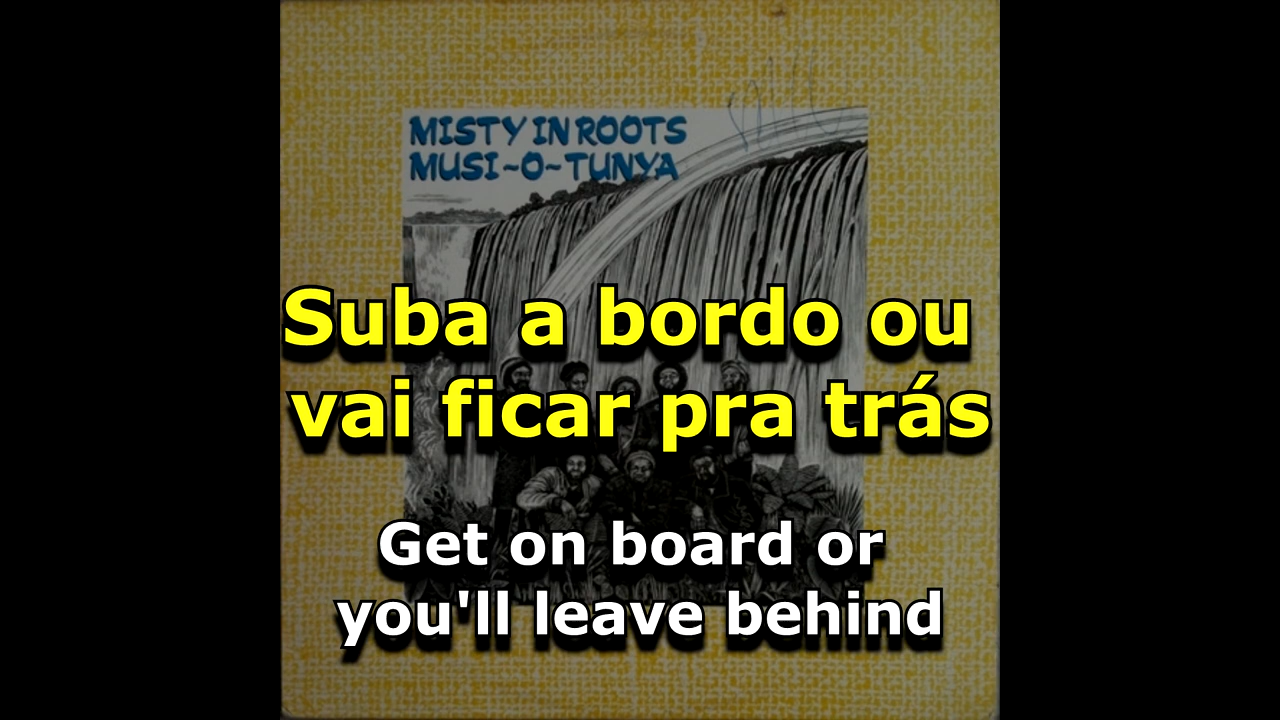 MISTY IN ROOTS
MUSI~O~TUNYA
Suba a bordo ou
vai ficar pra trás
Get on board or
you'll leave behind